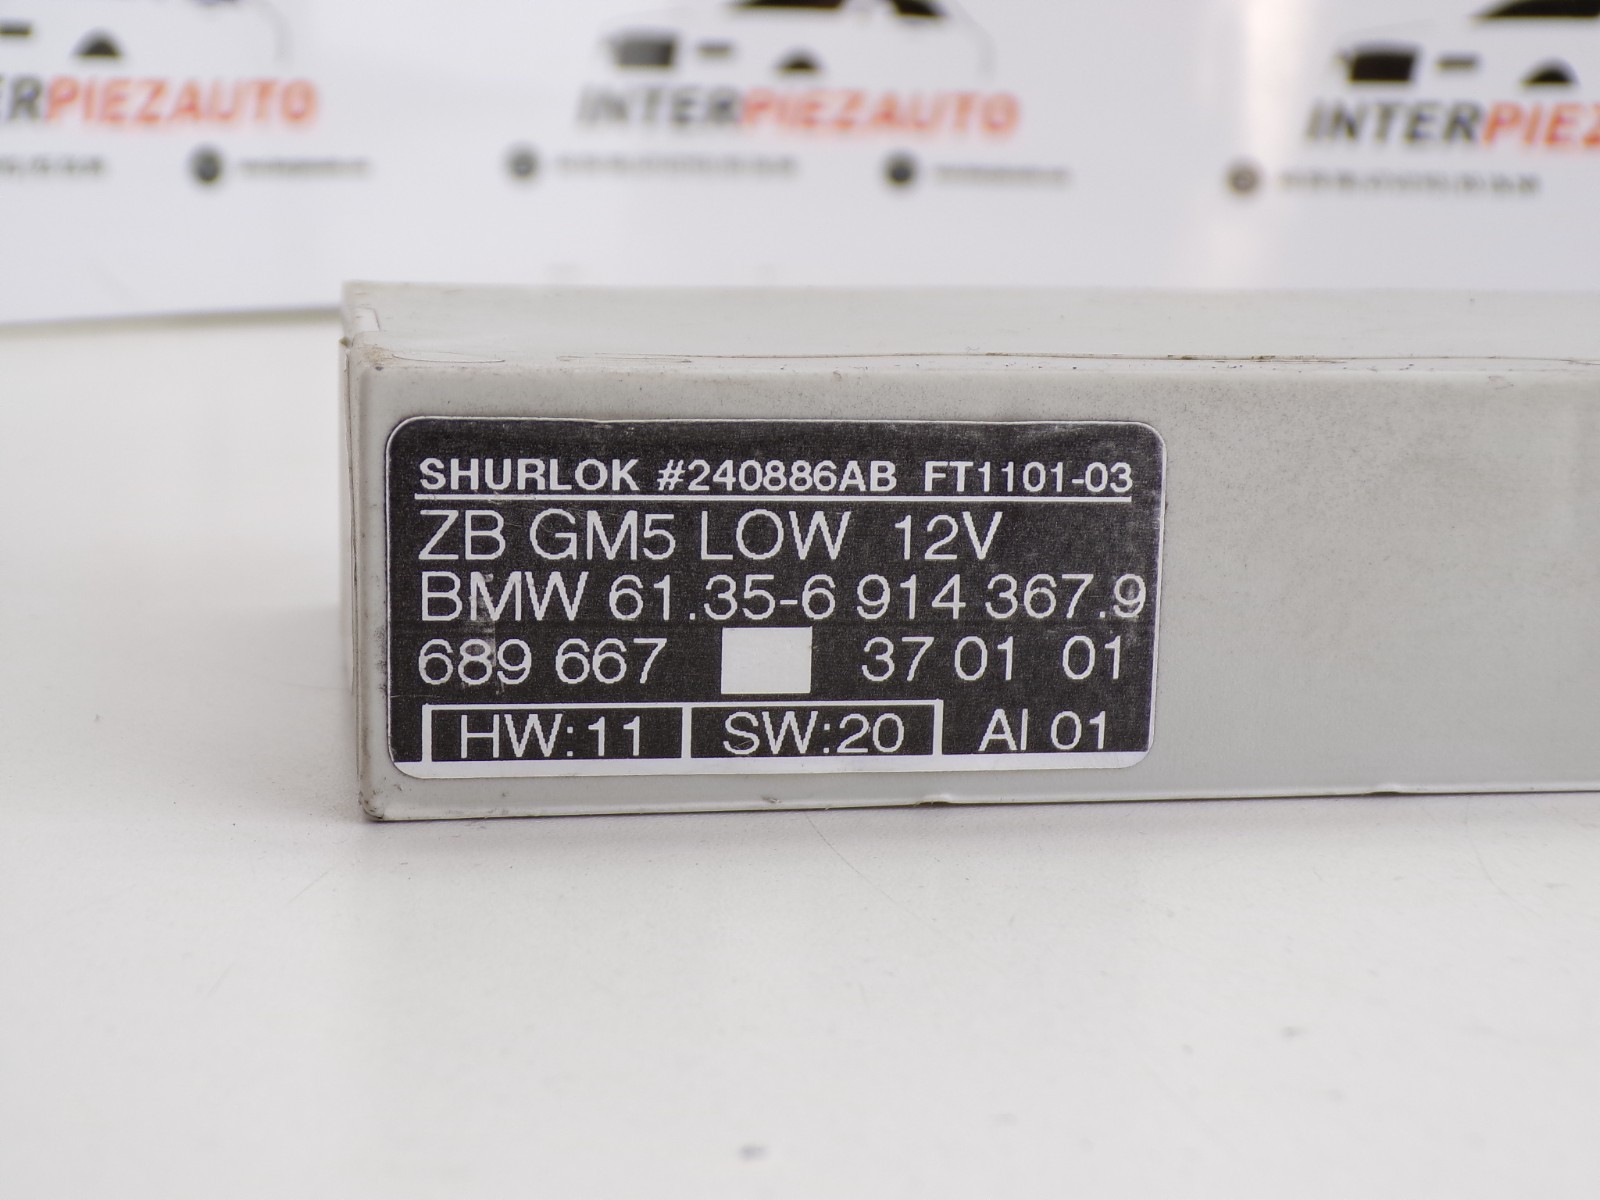 ERPIEZAUTO
INTERPIEZAUTO
INTERPIEZ
SHURLOK #240886AB FT1101-03
ZB GM5 LOW 12V
BMW 61.35-6 914 367.9
689 667 37 01 01
HW:11 SW:20 AI 01